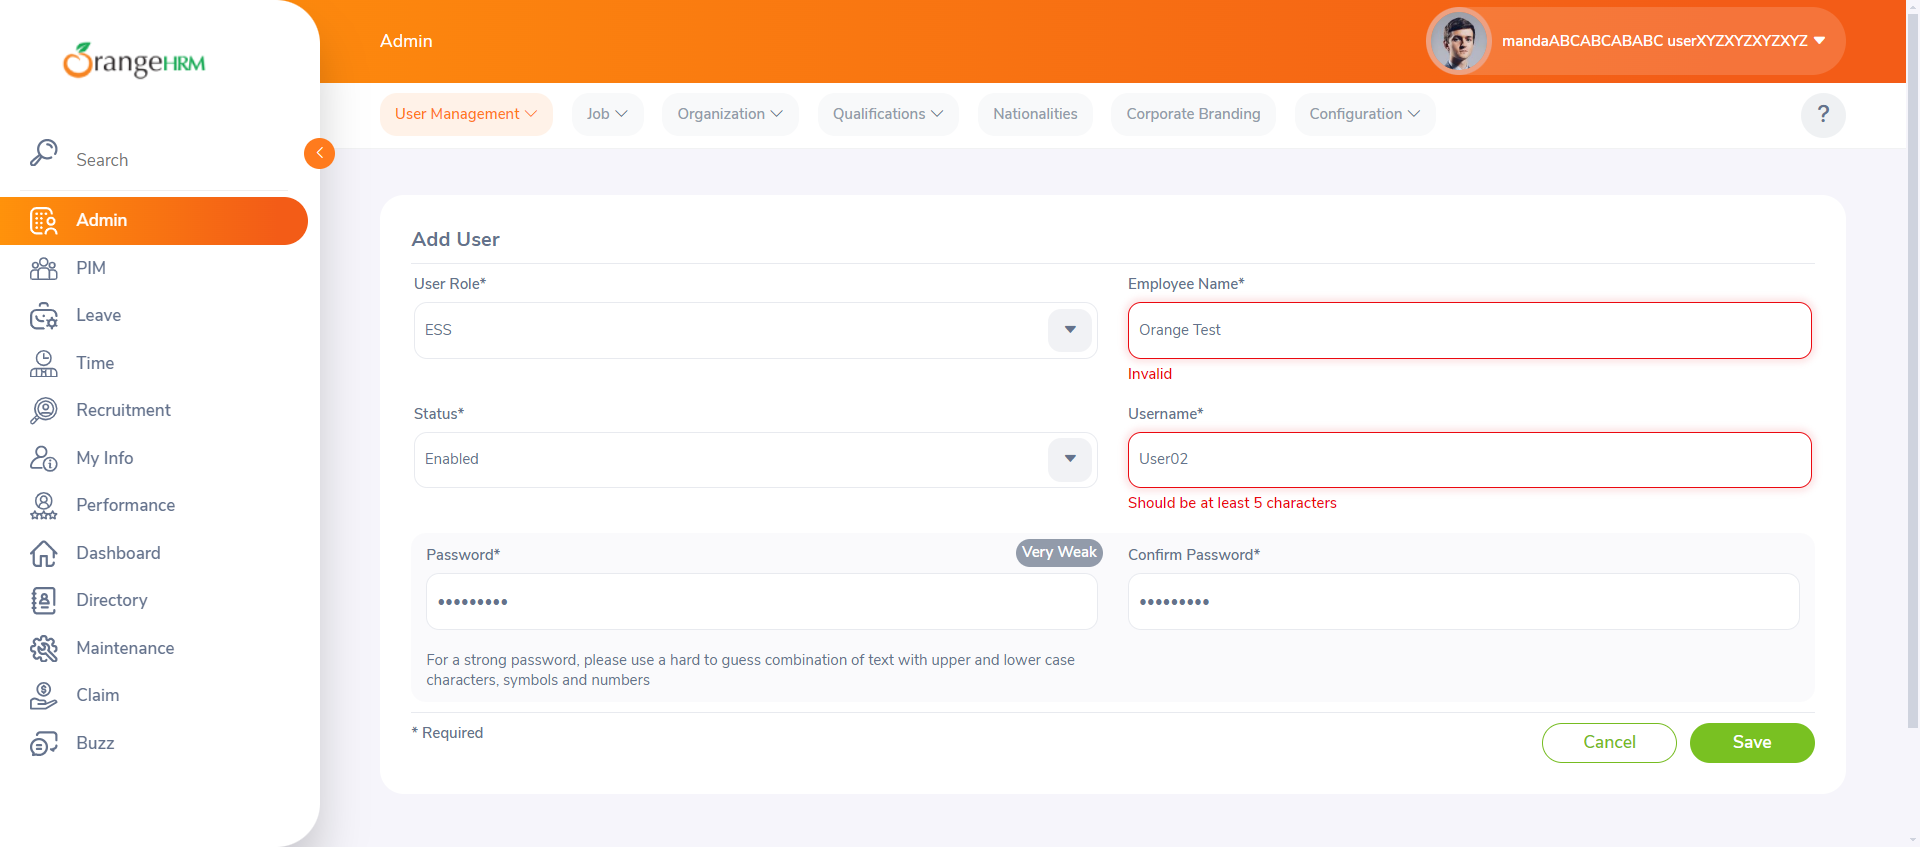 OrangeHRM
Search
Admin
PIM
Leave
Time
Recruitment
My Info
Performance
Dashboard
Directory
Maintenance
Claim
Buzz
Admin
mandaABCABCABABC userXYZXYZXYZXYZ
User Management
Job
Organization
Qualifications
Nationalities
Corporate Branding
Configuration
?
Add User
User Role*
ESS
Employee Name*
Orange Test
Invalid
Status*
Enabled
Username*
User02
Should be at least 5 characters
Password*
Very Weak
•••••••••
Confirm Password*
•••••••••
For a strong password, please use a hard to guess combination of text with upper and lower case
characters, symbols and numbers
* Required
Cancel
Save